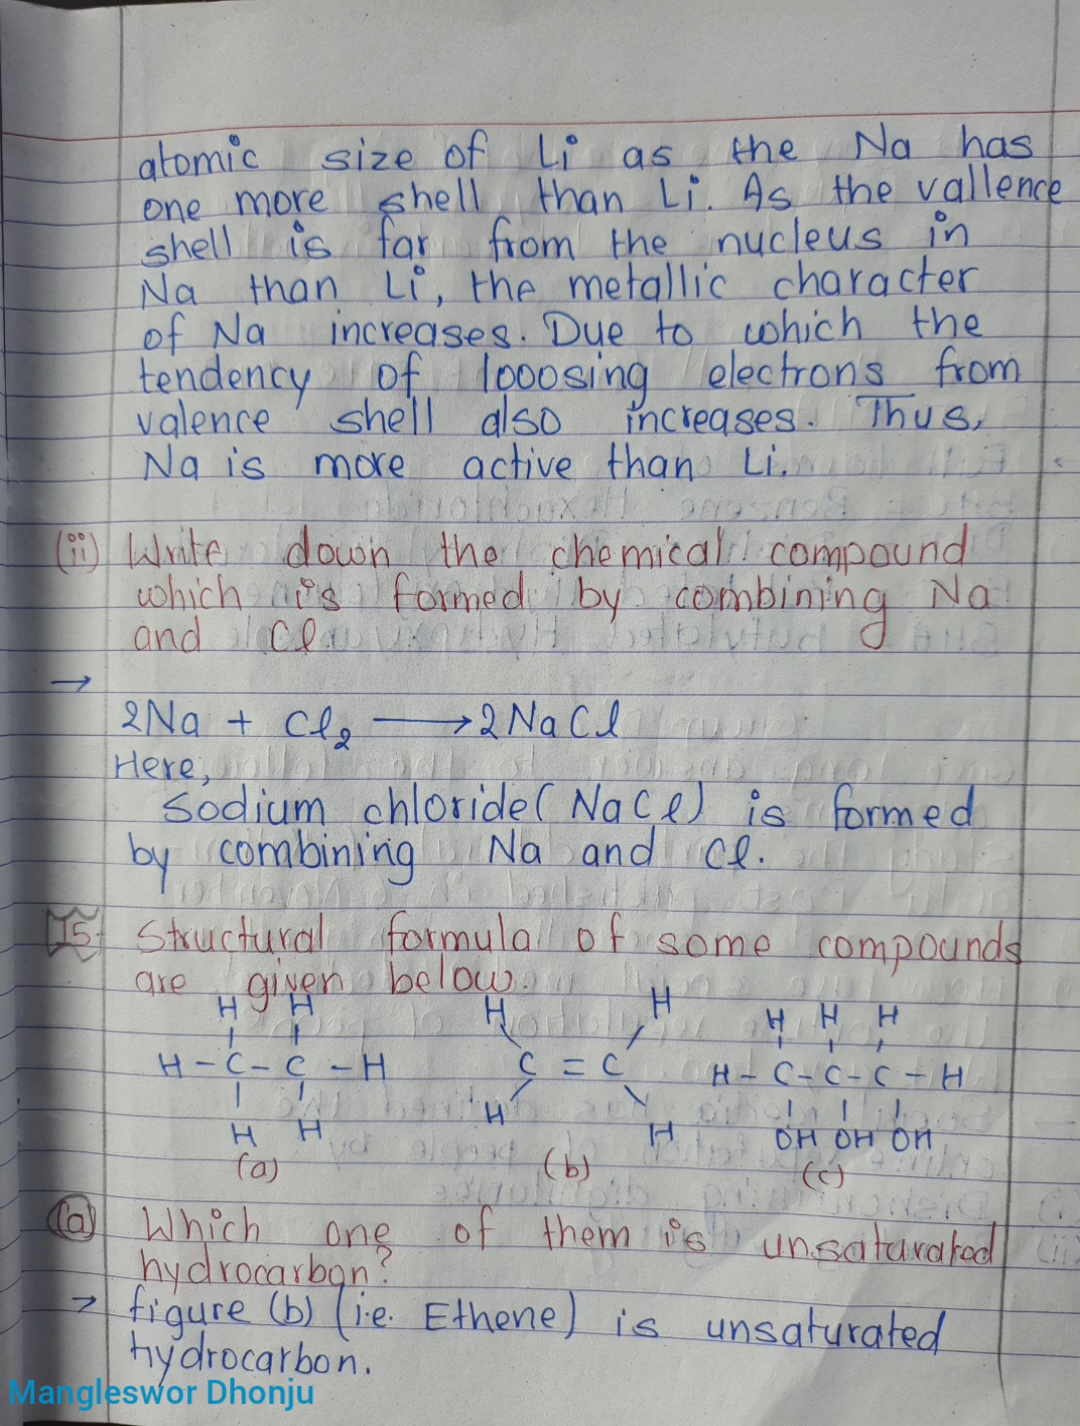 atomic size of Li as the Na has
one more shell than Li. As the vallence
shell is far from the nucleus in
Na than Li, the metallic character
of Na increases. Due to which the
tendency of looosing electrons from
valence shell also increases. Thus,
Na is more active than Li.
(ii) Write down the chemical compound
which is formed by combining Na
and Cl.
→
2Na + Cl₂ ⟶ 2NaCl
Here,
Sodium chloride (NaCl) is formed
by combining Na and Cl.
15. Structural formula of some compounds
are given below.
H H H H H H H
H - C - C - H C = C H - C - C - C - H
H H H H OH OH OH
(a) (b) (c)
(a) Which one of them is unsaturated
hydrocarbon?
→ figure (b) (i.e. Ethene) is unsaturated
hydrocarbon.
Mangleswor Dhonju